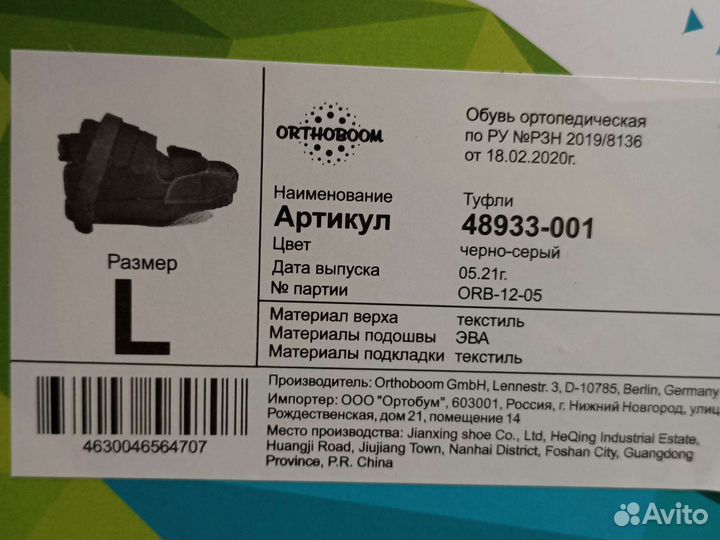 ORTHOBOOM
Обувь ортопедическая
по РУ №РЗН 2019/8136
от 18.02.2020г.
Размер
L
Наименование Туфли
Артикул 48933-001
Цвет черно-серый
Дата выпуска 05.21г.
№ партии ORB-12-05
Материал верха текстиль
Материалы подошвы ЭВА
Материалы подкладки текстиль
4630046564707
Производитель: Orthoboom GmbH, Lennestr. 3, D-10785, Berlin, Germany
Импортер: ООО "Ортобум", 603001, Россия, г. Нижний Новгород, улица
Рождественская, дом 21, помещение 14
Место производства: Jianxing shoe Co., Ltd, HeQing Industrial Estate,
Huangji Road, Jiujiang Town, Nanhai District, Foshan City, Guangdong
Province, P.R. China
Avito